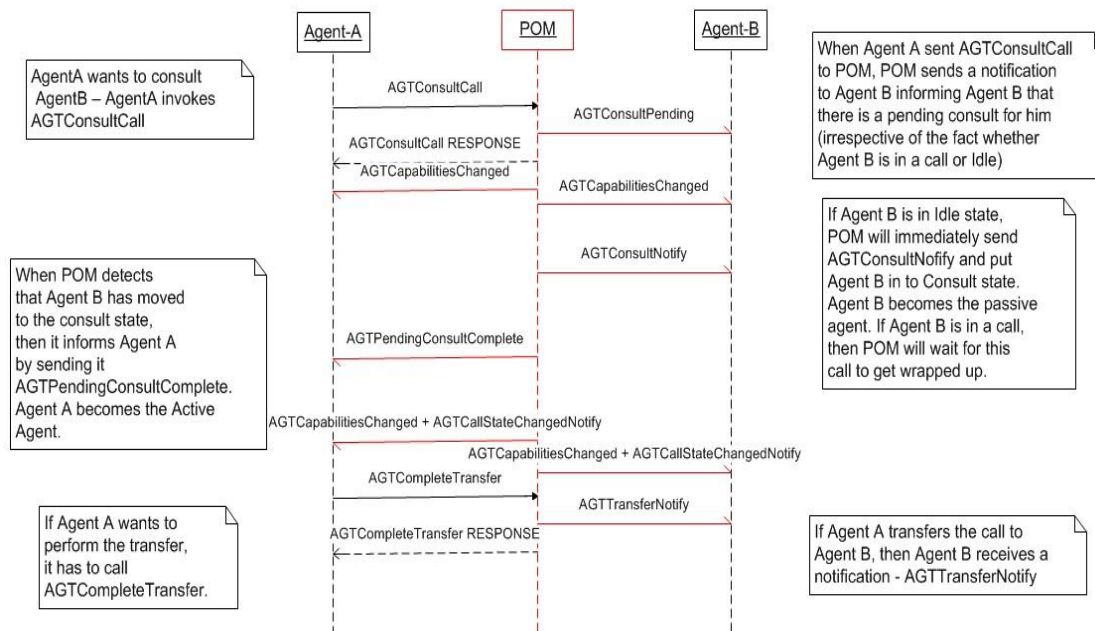 Agent-A
POM
Agent-B
AgentA wants to consult
AgentB – AgentA invokes
AGTConsultCall
When Agent A sent AGTConsultCall
to POM, POM sends a notification
to Agent B informing Agent B that
there is a pending consult for him
(irrespective of the fact whether
Agent B is in a call or Idle)
AGTConsultCall
AGTConsultPending
AGTConsultCall RESPONSE
AGTCapabilitiesChanged
AGTCapabilitiesChanged
If Agent B is in Idle state,
POM will immediately send
AGTConsultNofify and put
Agent B in to Consult state.
Agent B becomes the passive
agent. If Agent B is in a call,
then POM will wait for this
call to get wrapped up.
AGTConsultNotify
When POM detects
that Agent B has moved
to the consult state,
then it informs Agent A
by sending it
AGTPendingConsultComplete.
Agent A becomes the Active
Agent.
AGTPendingConsultComplete
AGTCapabilitiesChanged + AGTCallStateChangedNotify
AGTCapabilitiesChanged + AGTCallStateChangedNotify
AGTCompleteTransfer
AGTTransferNotify
AGTCompleteTransfer RESPONSE
If Agent A wants to
perform the transfer,
it has to call
AGTCompleteTransfer.
If Agent A transfers the call to
Agent B, then Agent B receives a
notification - AGTTransferNotify